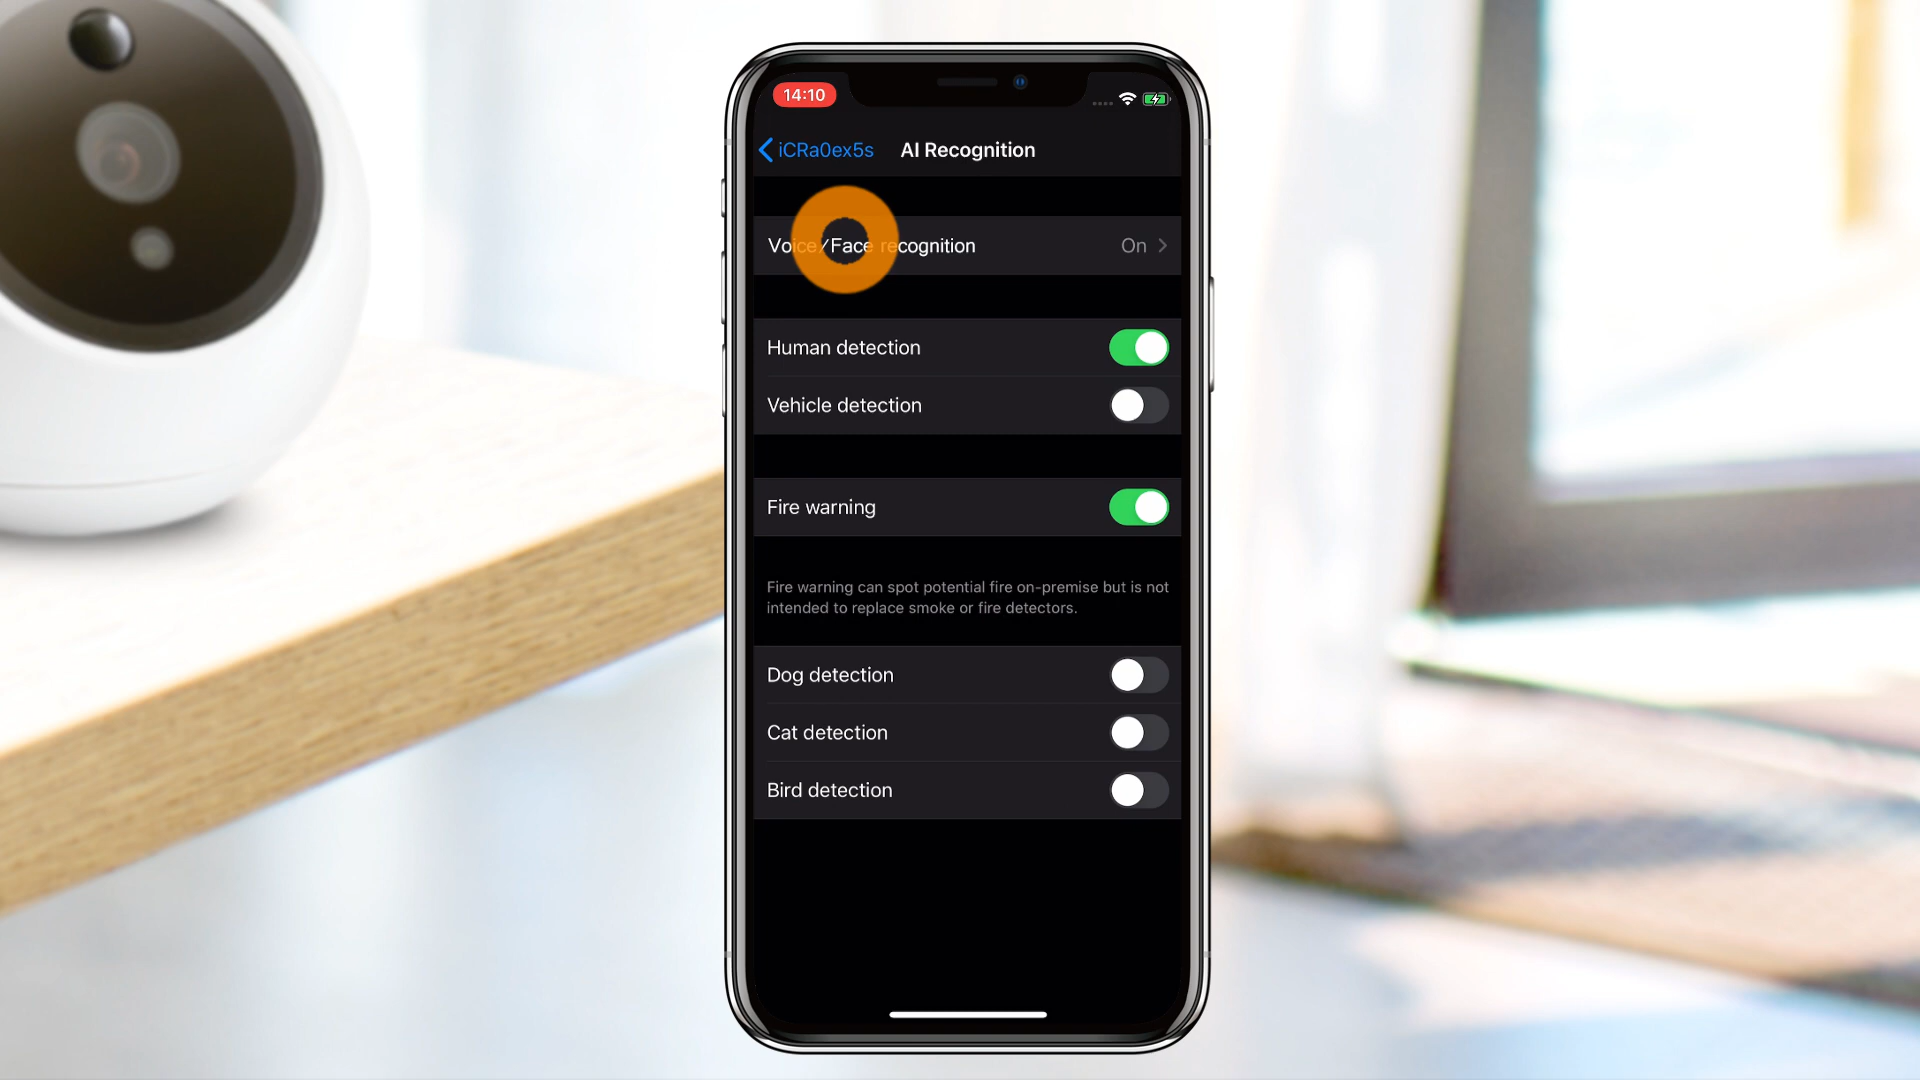 14:10
iCRa0ex5s AI Recognition
Voice/Face recognition On
Human detection
Vehicle detection
Fire warning
Fire warning can spot potential fire on-premise but is not
intended to replace smoke or fire detectors.
Dog detection
Cat detection
Bird detection